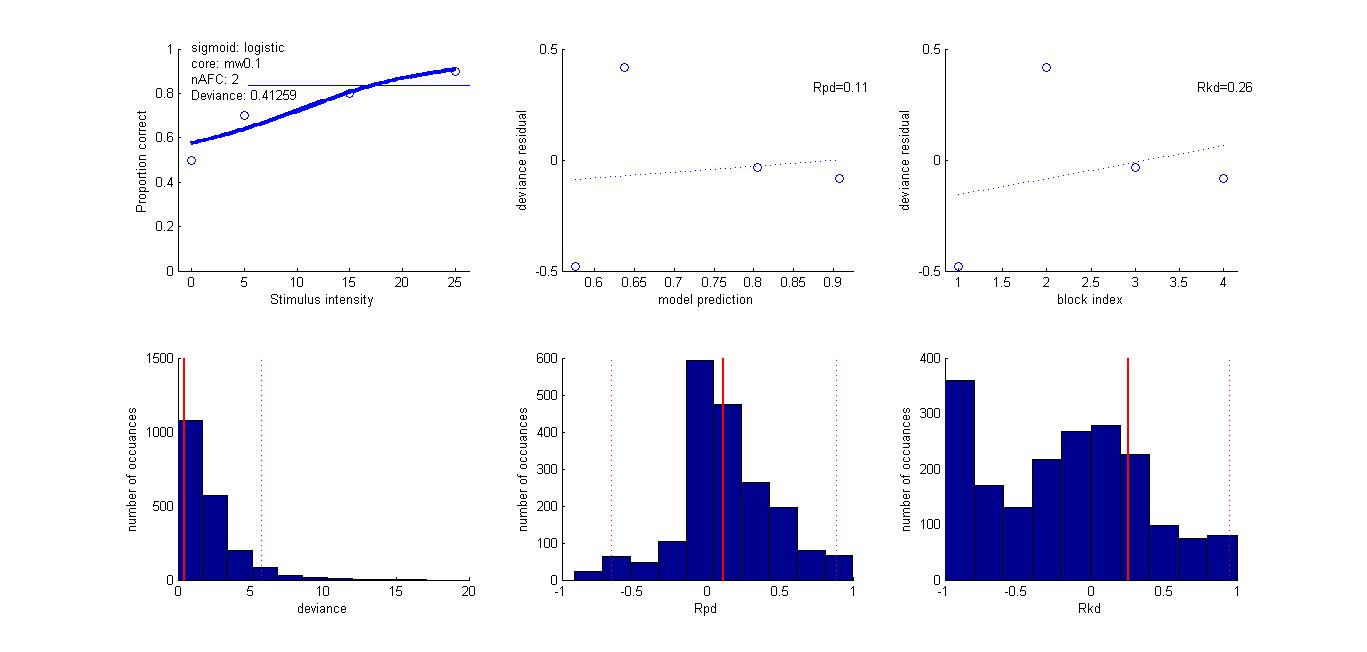 sigmoid: logistic
core: mw0.1
nAFC: 2
Deviance: 0.41259
1
0.8
0.6
0.4
0.2
0
Proportion correct
0 5 10 15 20 25
Stimulus intensity
0.5
0
-0.5
deviance residual
Rpd=0.11
0.6 0.65 0.7 0.75 0.8 0.85 0.9
model prediction
0.5
0
-0.5
deviance residual
Rkd=0.26
1 1.5 2 2.5 3 3.5 4
block index
1500
1000
500
0
number of occuances
0 5 10 15 20
deviance
600
500
400
300
200
100
0
number of occuances
-1 -0.5 0 0.5 1
Rpd
400
300
200
100
0
number of occuances
-1 -0.5 0 0.5 1
Rkd